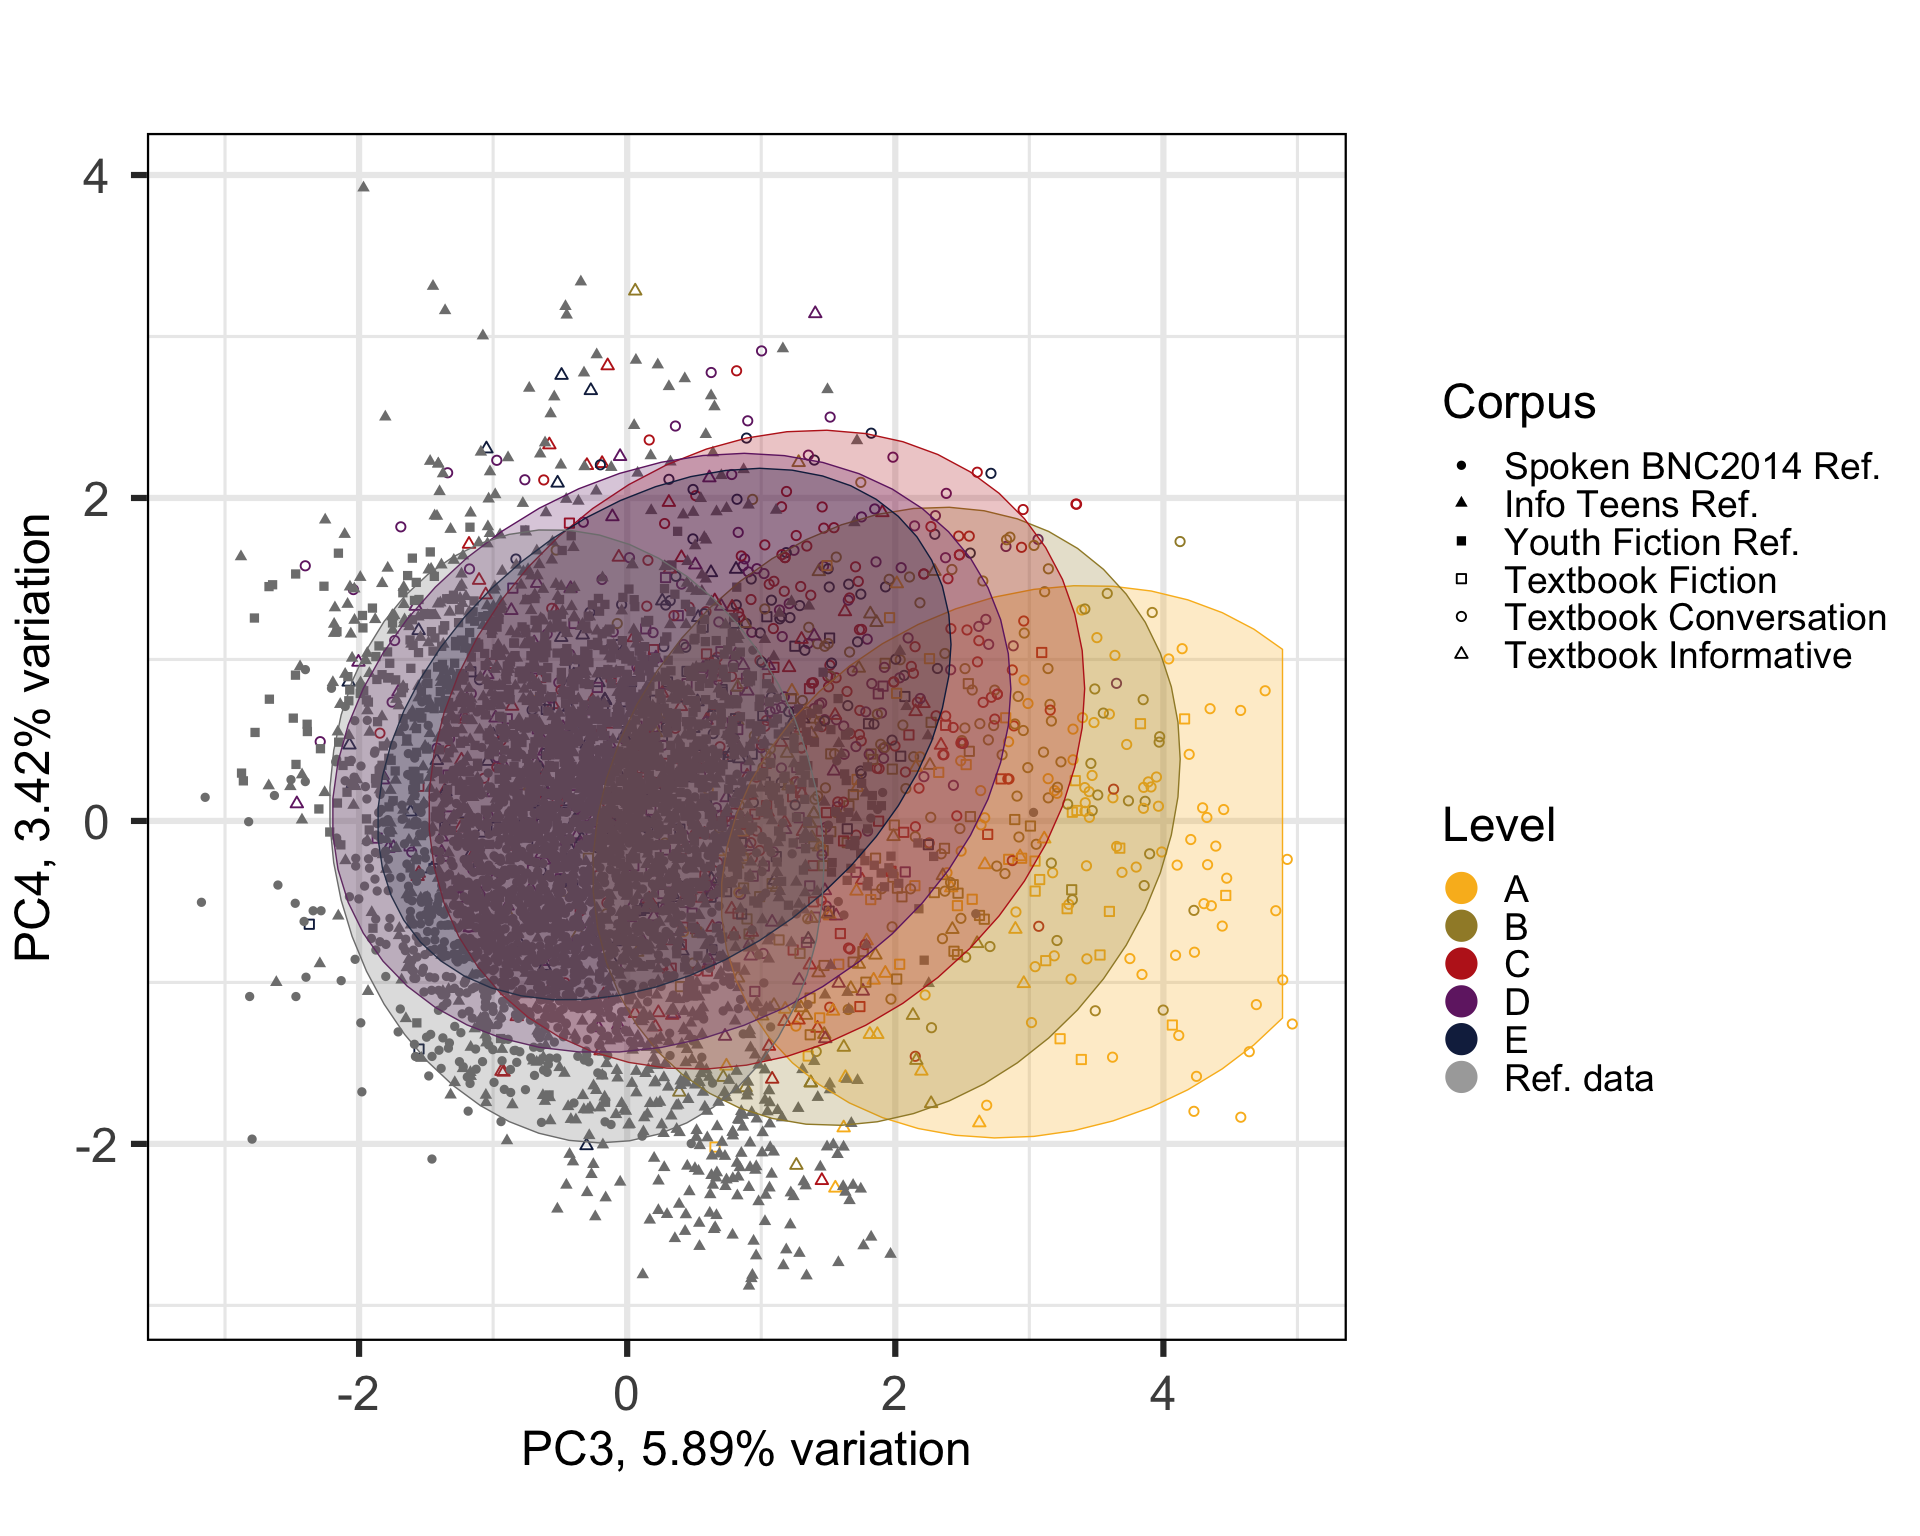 4
2
0
-2
PC4, 3.42% variation
-2
0
2
4
PC3, 5.89% variation
Corpus
Spoken BNC2014 Ref.
Info Teens Ref.
Youth Fiction Ref.
Textbook Fiction
Textbook Conversation
Textbook Informative
Level
A
B
C
D
E
Ref. data